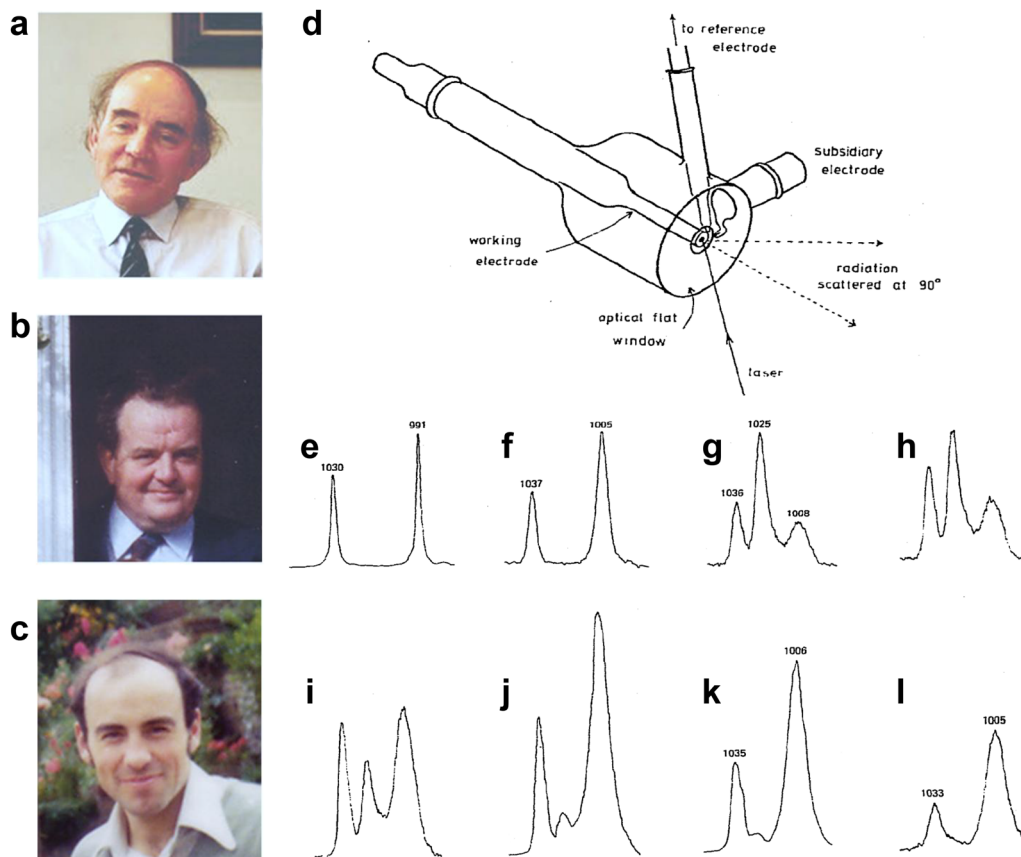 a
b
c
d
to reference
electrode
subsidiary
electrode
working
electrode
radiation
scattered at 90°
optical flat
window
laser
e
1030
991
f
1037
1005
g
1036
1025
1008
h
i
j
k
1035
1006
l
1033
1005